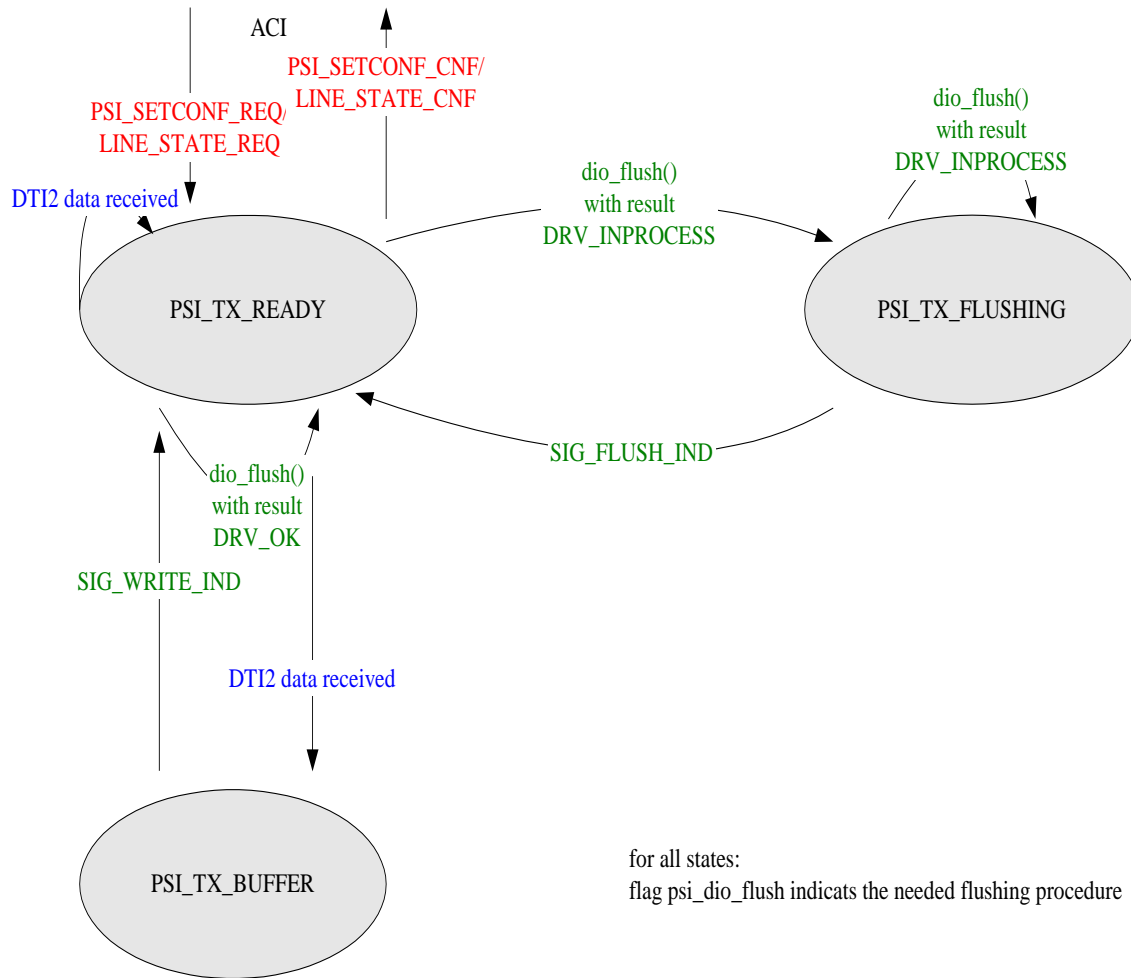 ACI
PSI_SETCONF_CNF/
LINE_STATE_CNF
PSI_SETCONF_REQ/
LINE_STATE_REQ
dio_flush()
with result
DRV_INPROCESS
DTI2 data received
dio_flush()
with result
DRV_INPROCESS
PSI_TX_READY
PSI_TX_FLUSHING
SIG_FLUSH_IND
dio_flush()
with result
DRV_OK
SIG_WRITE_IND
DTI2 data received
PSI_TX_BUFFER
for all states:
flag psi_dio_flush indicats the needed flushing procedure